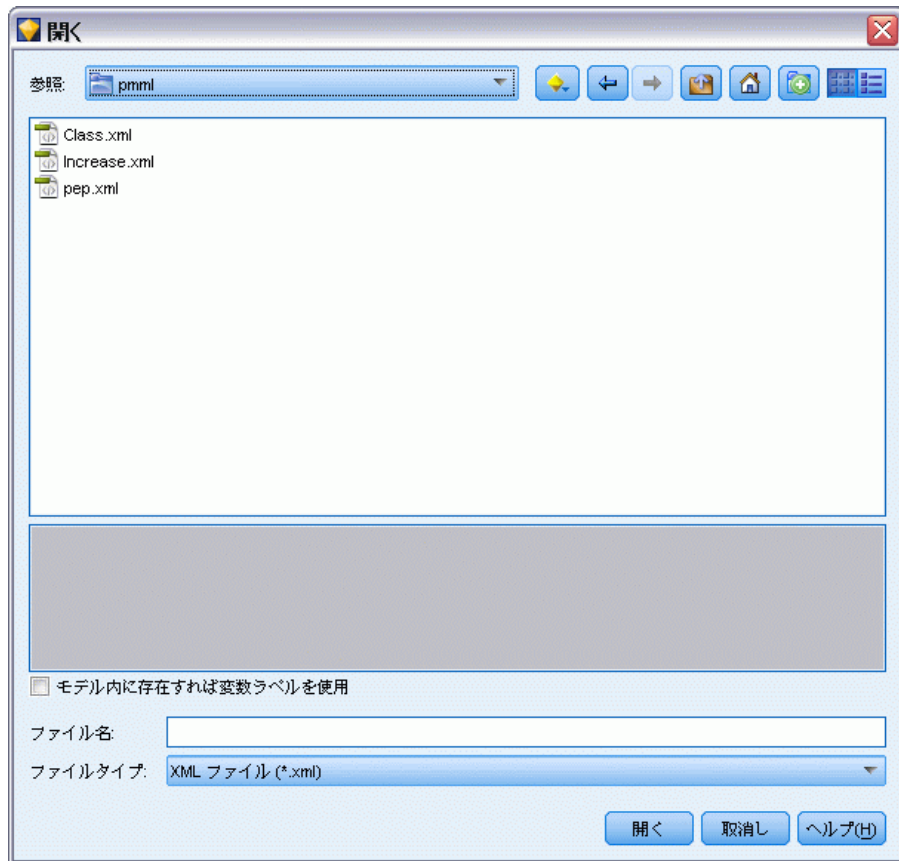 開く
参照: pmml
Class.xml
Increase.xml
pep.xml
モデル内に存在すれば変数ラベルを使用
ファイル名:
ファイルタイプ: XML ファイル (*.xml)
開く 取消し ヘルプ(H)